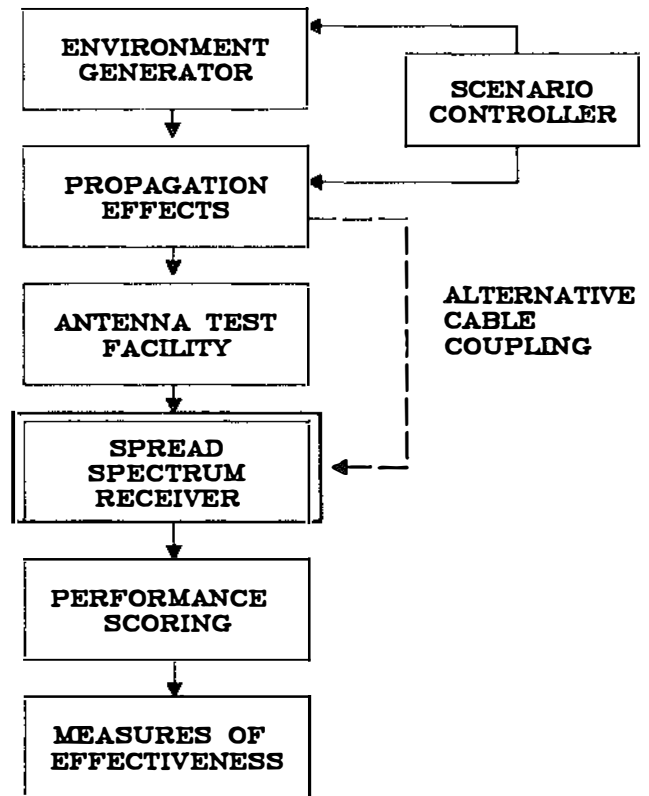 ENVIRONMENT
GENERATOR
SCENARIO
CONTROLLER
PROPAGATION
EFFECTS
ALTERNATIVE
CABLE
COUPLING
ANTENNA TEST
FACILITY
SPREAD
SPECTRUM
RECEIVER
PERFORMANCE
SCORING
MEASURES OF
EFFECTIVENESS